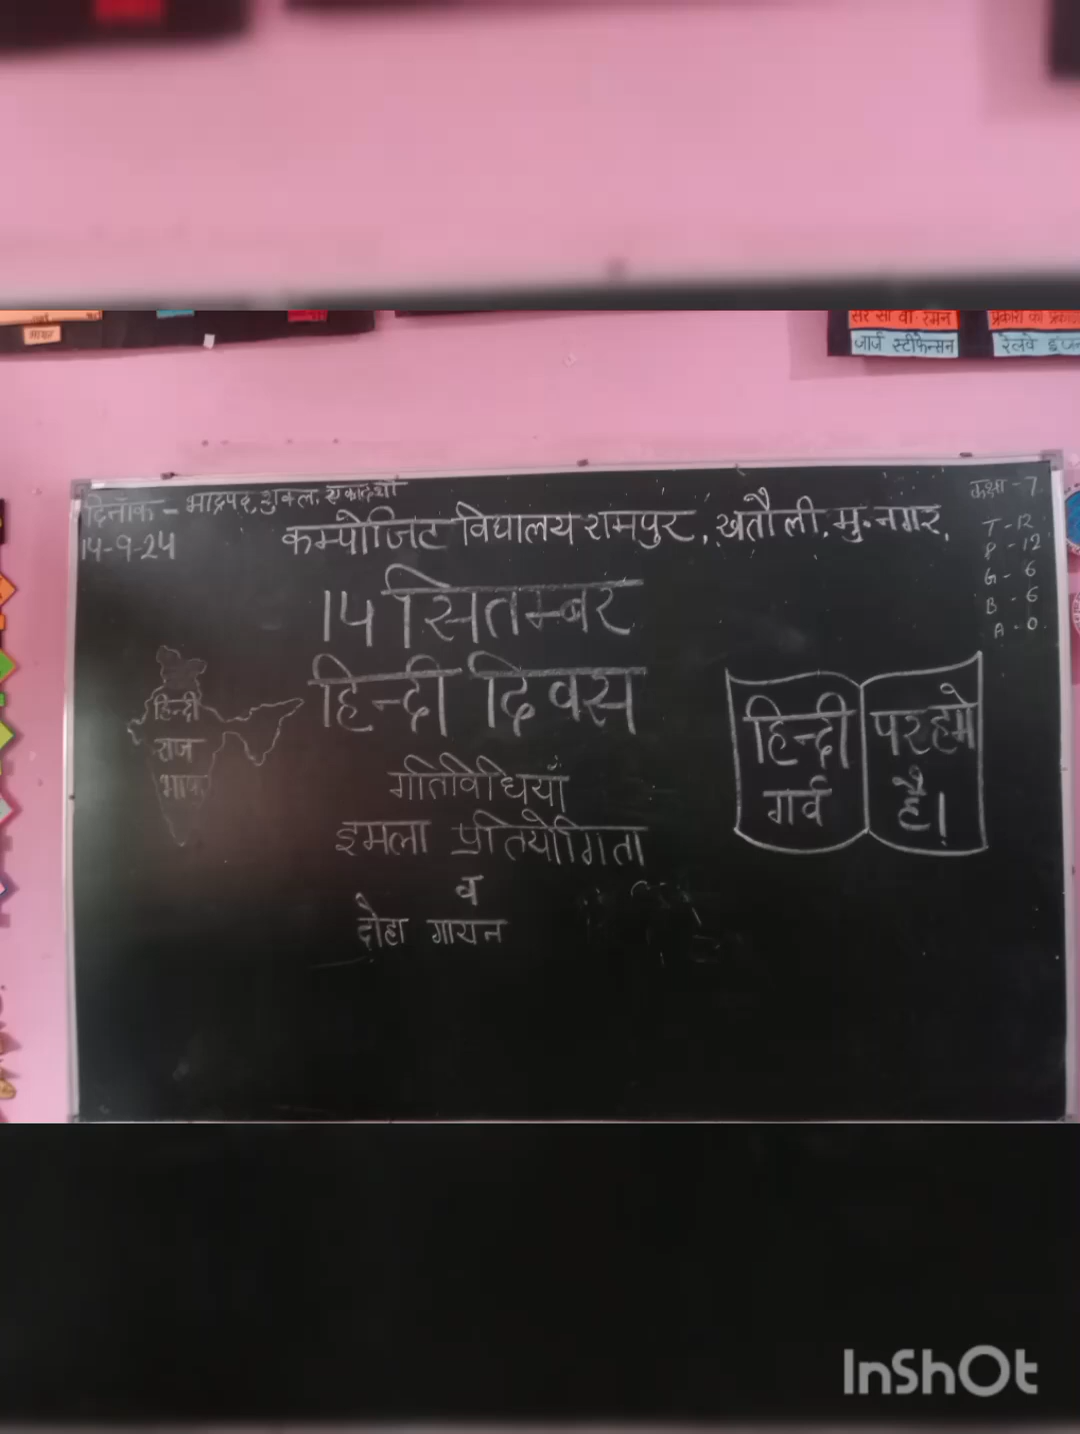 सर सी वी रमन
जार्ज स्टीफेन्सन
रेलवे इंजन
दिनाँक - भाद्रपद, शुक्ल, एकादशी
14-9-24
कक्षा - 7
T - 12
P - 12
G - 6
B - 6
A - 0
कम्पोजिट विद्यालय रामपुर, खतौली, मु. नगर,
14 सितम्बर
हिन्दी दिवस
गतिविधियाँ
इमला प्रतियोगिता
व
दोहा गायन
हिन्दी
राज
भाषा
हिन्दी
गर्व
पर हमे
है।
InShOt